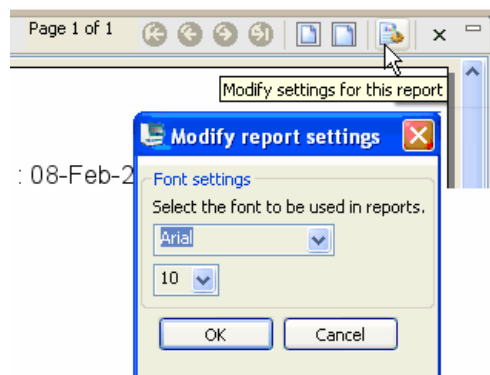 Page 1 of 1
Modify settings for this report
Modify report settings
: 08-Feb-2
Font settings
Select the font to be used in reports.
Arial
10
OK
Cancel